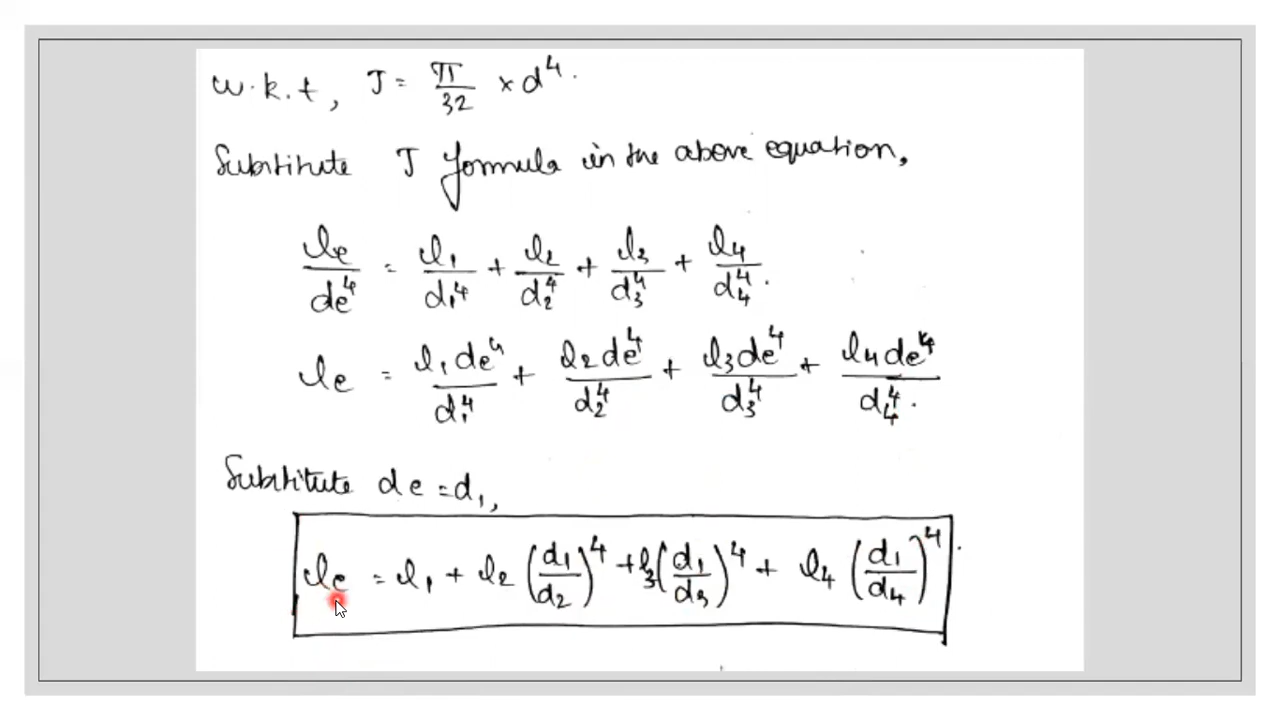 w.k.t, J = π/32 × d⁴.
Substitute J formula in the above equation,
le/de⁴ = l₁/d₁⁴ + l₂/d₂⁴ + l₃/d₃⁴ + l₄/d₄⁴.
le = l₁de⁴/d₁⁴ + l₂de⁴/d₂⁴ + l₃de⁴/d₃⁴ + l₄de⁴/d₄⁴.
Substitute de = d₁,
le = l₁ + l₂ (d₁/d₂)⁴ + l₃ (d₁/d₃)⁴ + l₄ (d₁/d₄)⁴.